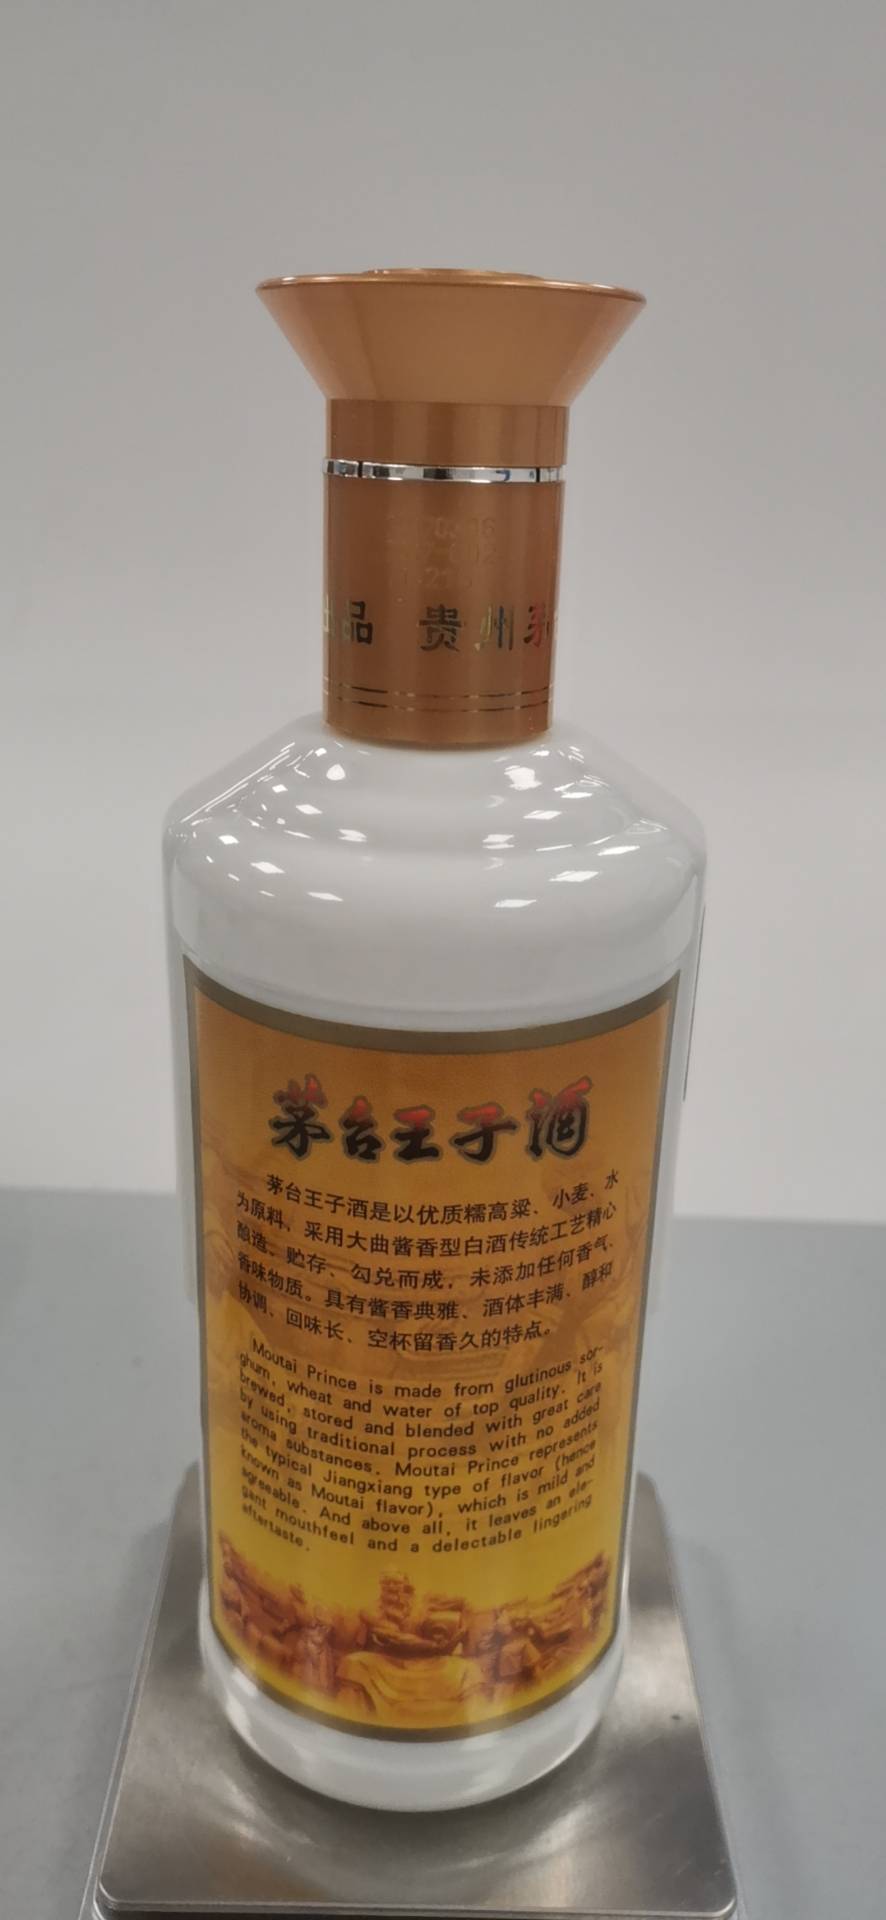 出品 贵州茅
茅台王子酒
茅台王子酒是以优质糯高粱、小麦、水
为原料、采用大曲酱香型白酒传统工艺精心
酿造、贮存、勾兑而成，未添加任何香气、
香味物质。具有酱香典雅、酒体丰满、醇和
协调、回味长、空杯留香久的特点。
Moutai Prince is made from glutinous sor-
ghum, wheat and water of top quality. It is
brewed, stored and blended with great care
by using traditional process with no added
aroma substances. Moutai Prince represents
the typical Jiangxiang type of flavor (hence
known as Moutai flavor), which is mild and
agreeable. And above all, it leaves an ele-
gant mouthfeel and a delectable lingering
aftertaste.